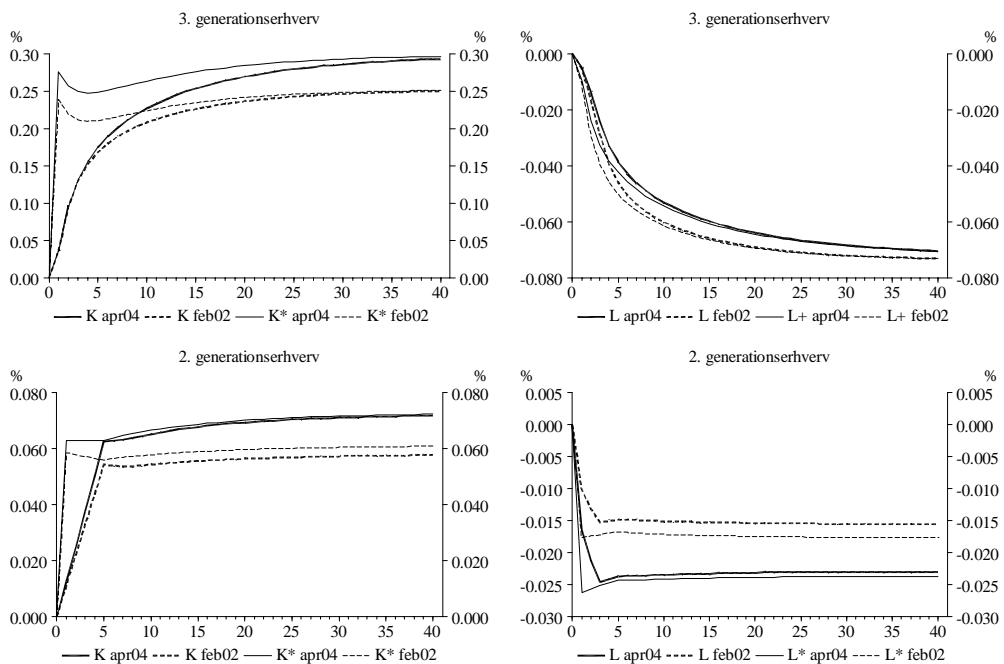 3. generationserhverv
% %
0.30 0.30
0.25 0.25
0.20 0.20
0.15 0.15
0.10 0.10
0.05 0.05
0.00 0.00
0 5 10 15 20 25 30 35 40
K apr04 K feb02 K* apr04 K* feb02
3. generationserhverv
% %
0.000 0.000
-0.020 -0.020
-0.040 -0.040
-0.060 -0.060
-0.080 -0.080
0 5 10 15 20 25 30 35 40
L apr04 L feb02 L+ apr04 L+ feb02
2. generationserhverv
% %
0.080 0.080
0.060 0.060
0.040 0.040
0.020 0.020
0.000 0.000
0 5 10 15 20 25 30 35 40
K apr04 K feb02 K* apr04 K* feb02
2. generationserhverv
% %
0.005 0.005
0.000 0.000
-0.005 -0.005
-0.010 -0.010
-0.015 -0.015
-0.020 -0.020
-0.025 -0.025
-0.030 -0.030
0 5 10 15 20 25 30 35 40
L apr04 L feb02 L* apr04 L* feb02